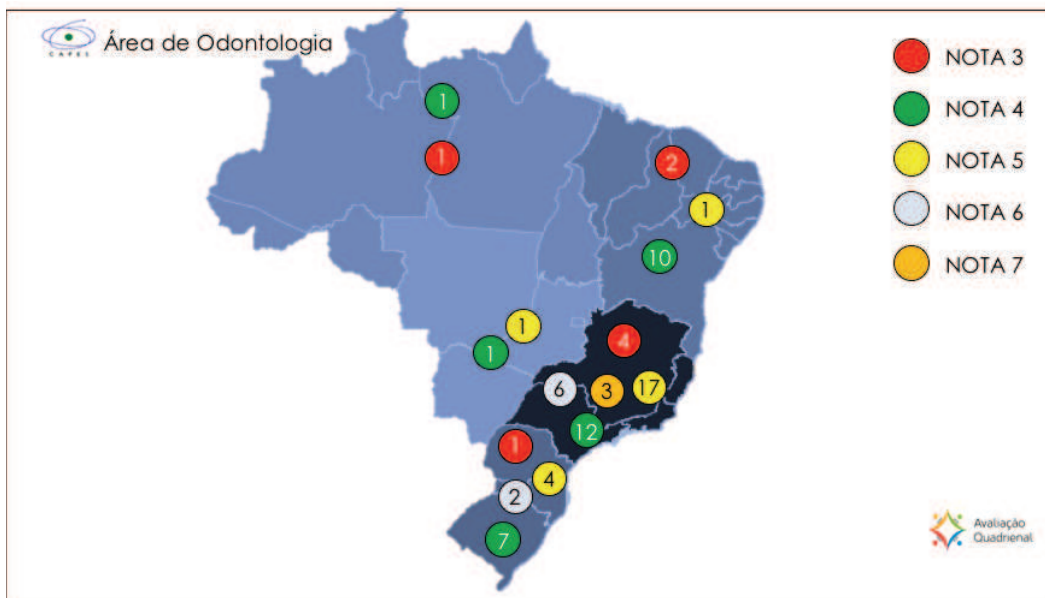 CAPES
Área de Odontologia
NOTA 3
NOTA 4
NOTA 5
NOTA 6
NOTA 7
1
1
2
1
10
1
1
4
6
3
17
12
1
4
2
7
Avaliação
Quadrienal